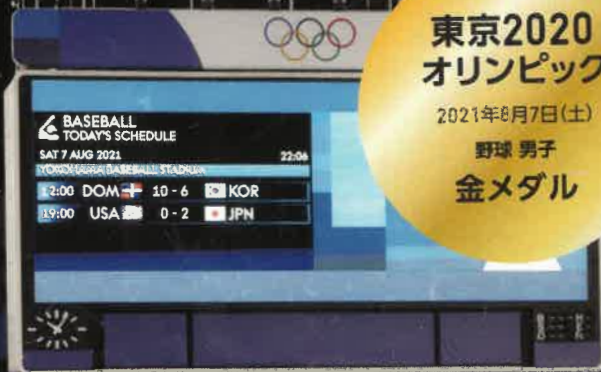 BASEBALL
TODAY'S SCHEDULE
SAT 7 AUG 2021 22:06
YOKOHAMA BASEBALL STADIUM
12:00 DOM 10 - 6 KOR
19:00 USA 0 - 2 JPN
東京2020
オリンピック
2021年8月7日(土)
野球 男子
金メダル